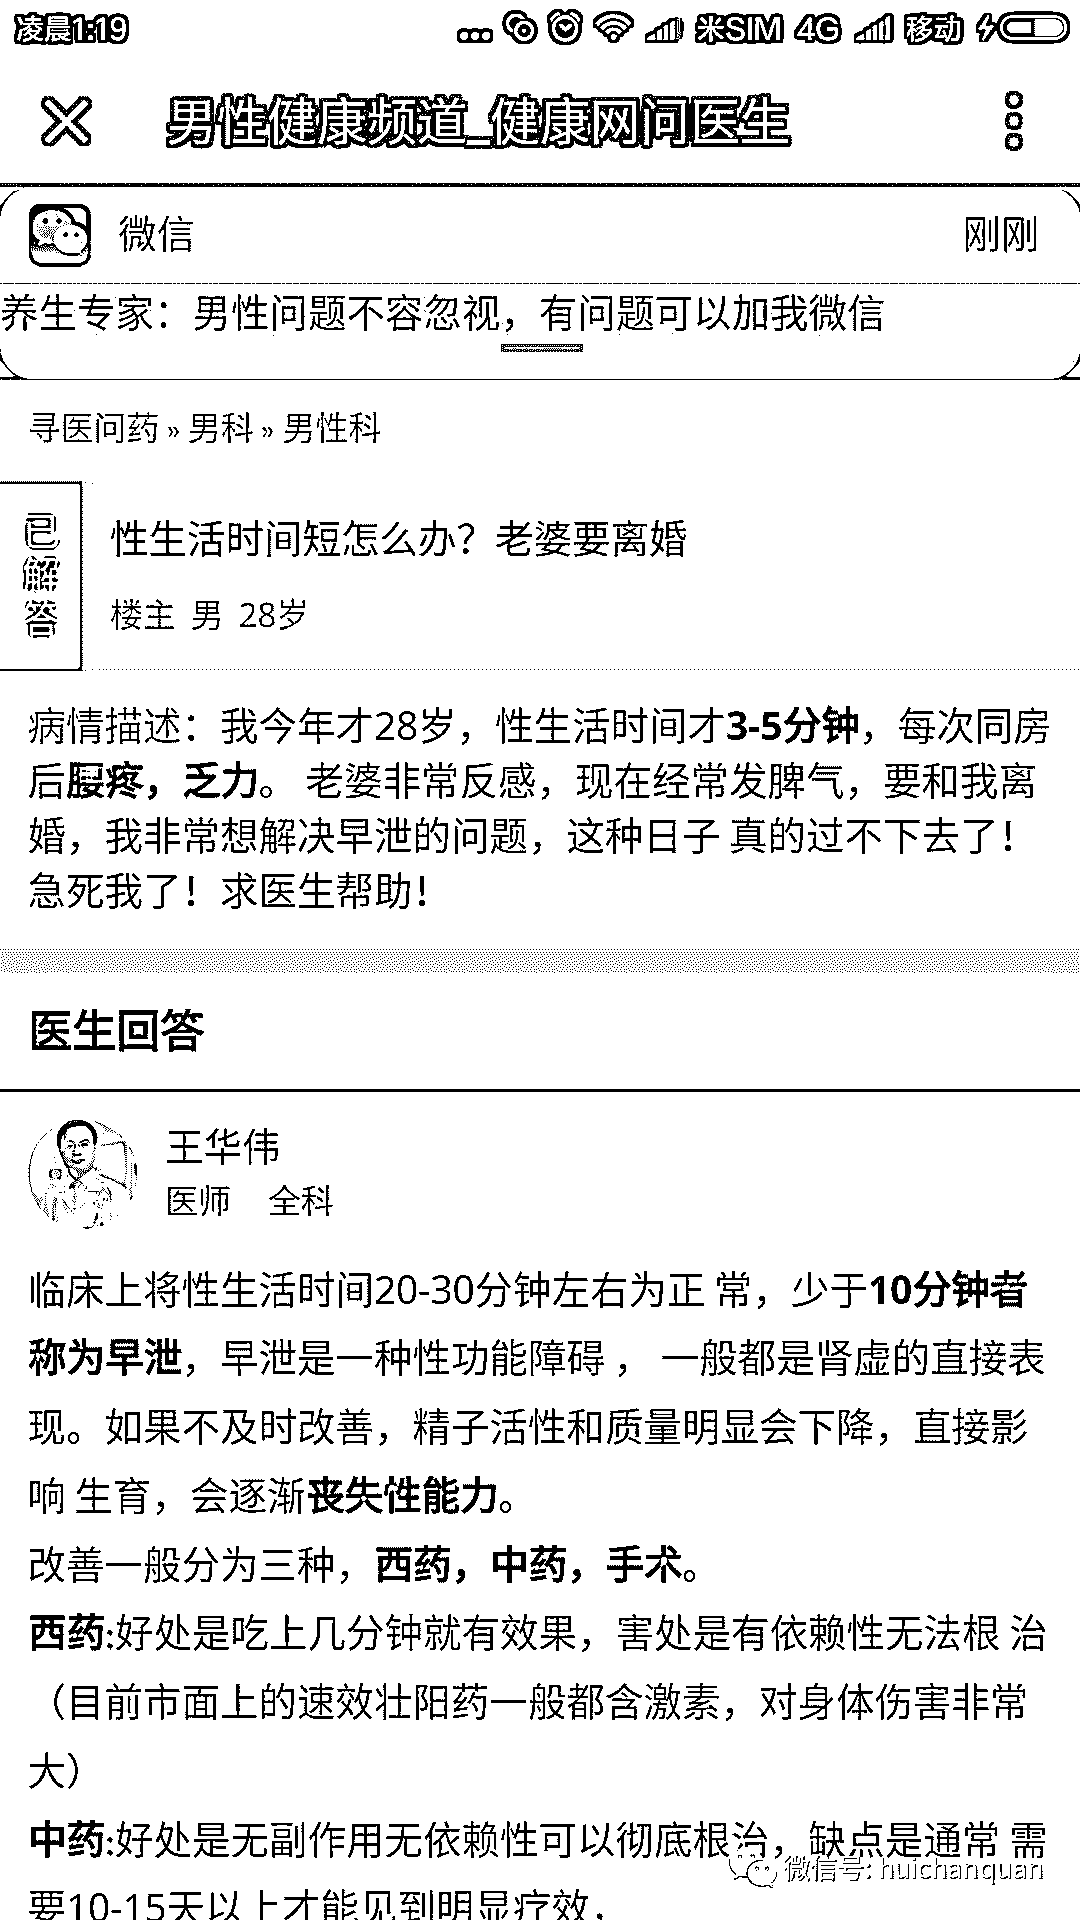 凌晨1:19
米SIM 4G 移动
男性健康频道_健康网问医生
微信 刚刚
养生专家：男性问题不容忽视，有问题可以加我微信
寻医问药 » 男科 » 男性科
已解答
性生活时间短怎么办？老婆要离婚
楼主 男 28岁
病情描述：我今年才28岁，性生活时间才3-5分钟，每次同房
后腰疼，乏力。 老婆非常反感，现在经常发脾气，要和我离
婚，我非常想解决早泄的问题，这种日子 真的过不下去了！
急死我了！求医生帮助！
医生回答
王华伟
医师 全科
临床上将性生活时间20-30分钟左右为正 常，少于10分钟者
称为早泄，早泄是一种性功能障碍 ， 一般都是肾虚的直接表
现。如果不及时改善，精子活性和质量明显会下降，直接影
响 生育，会逐渐丧失性能力。
改善一般分为三种，西药，中药，手术。
西药:好处是吃上几分钟就有效果，害处是有依赖性无法根 治
（目前市面上的速效壮阳药一般都含激素，对身体伤害非常
大）
中药:好处是无副作用无依赖性可以彻底根治，缺点是通常 需
微信号: huichanquan
要10-15天以上才能见到明显疗效，